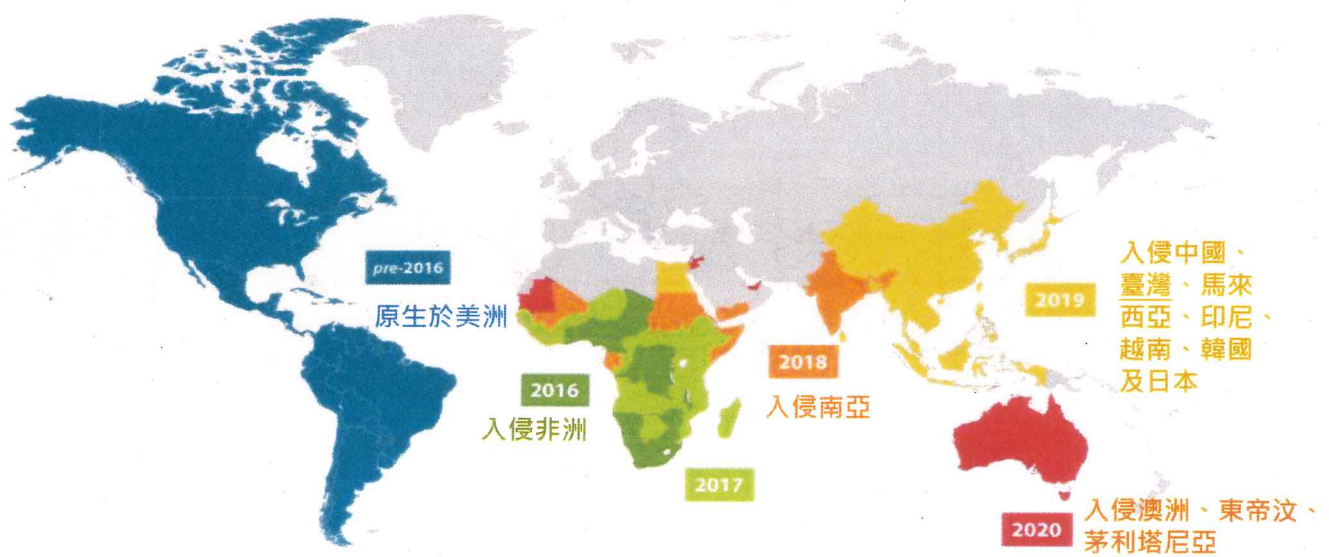 pre-2016
原生於美洲
2016
入侵非洲
2017
2018
入侵南亞
2019
入侵中國、
臺灣、馬來
西亞、印尼、
越南、韓國
及日本
2020
入侵澳洲、東帝汶、
茅利塔尼亞